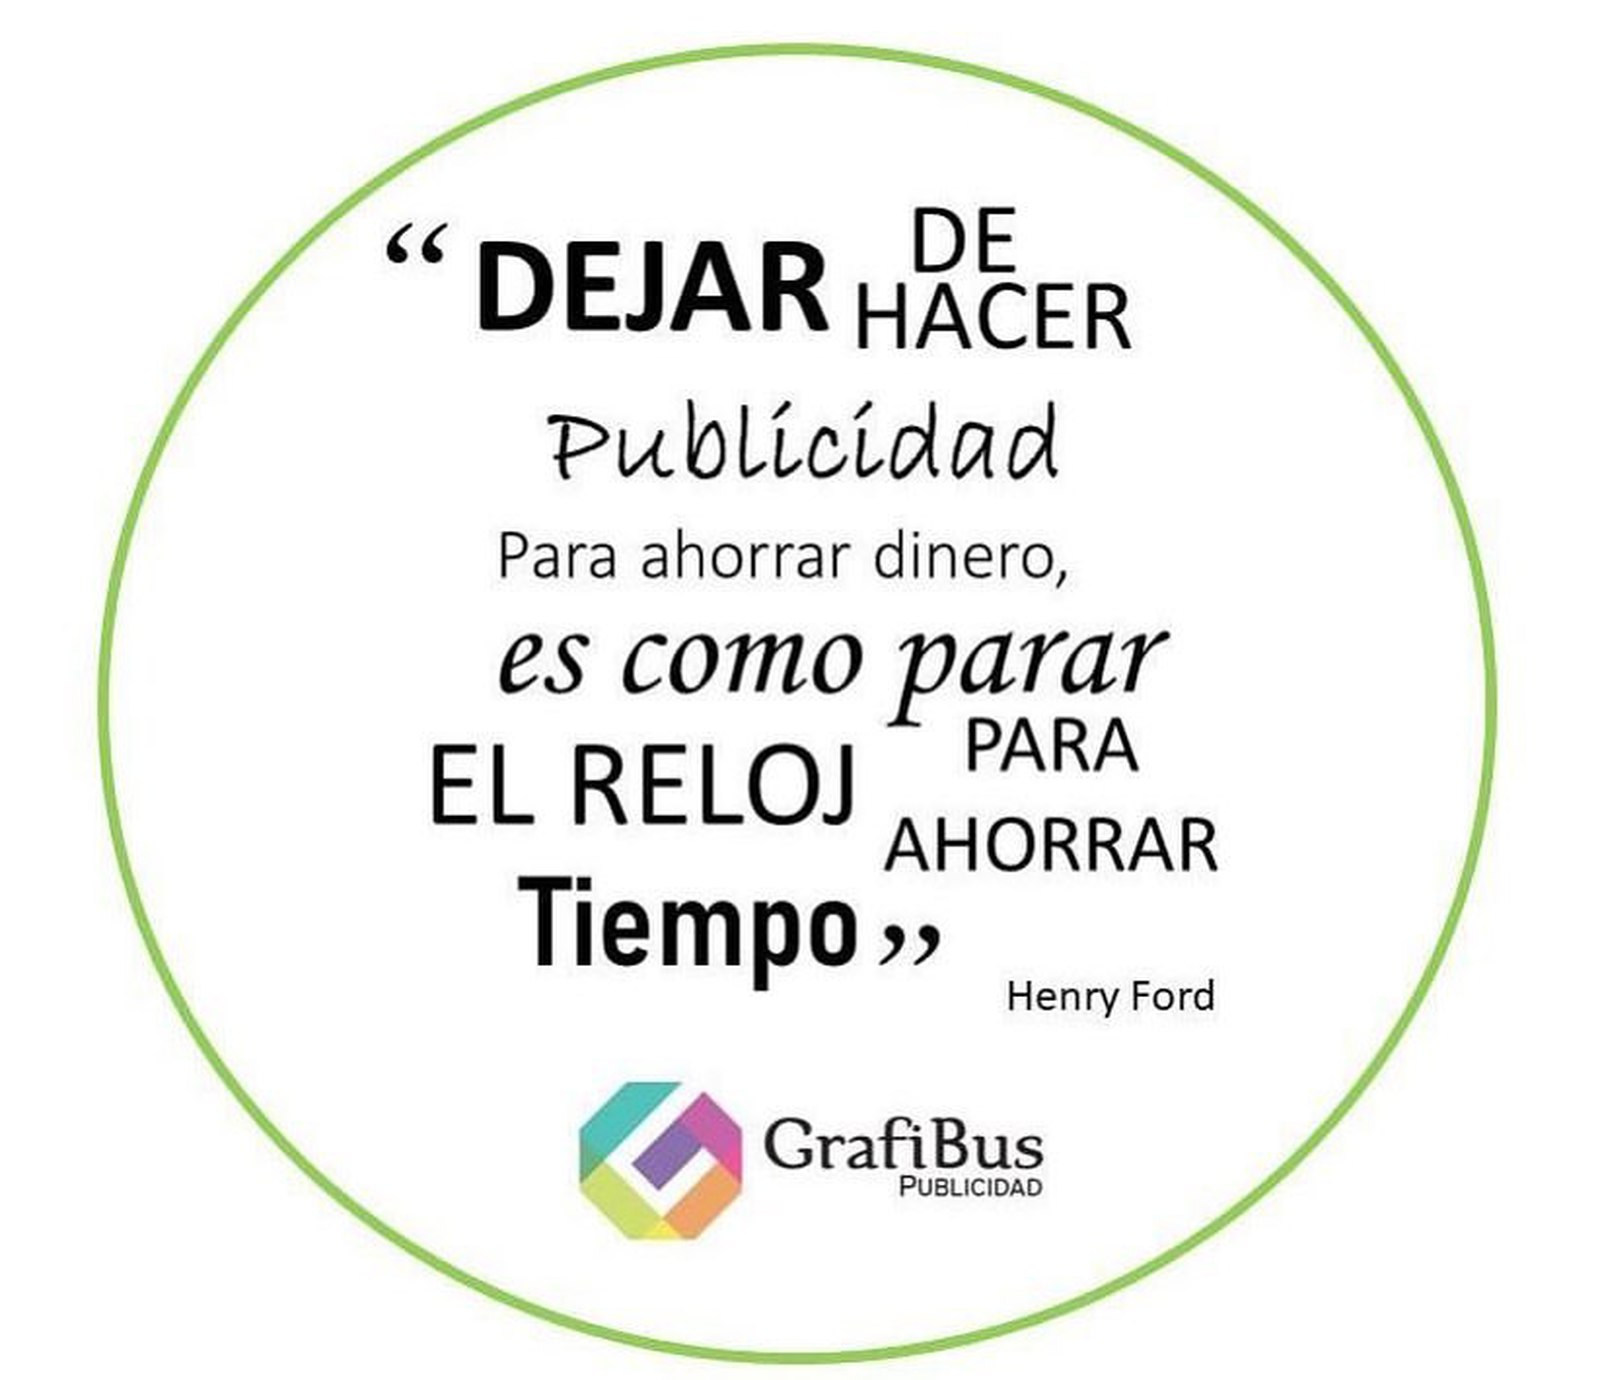 “ DEJAR DE HACER
Publicidad
Para ahorrar dinero,
es como parar
EL RELOJ PARA AHORRAR
Tiempo ”
Henry Ford
GrafiBus
PUBLICIDAD